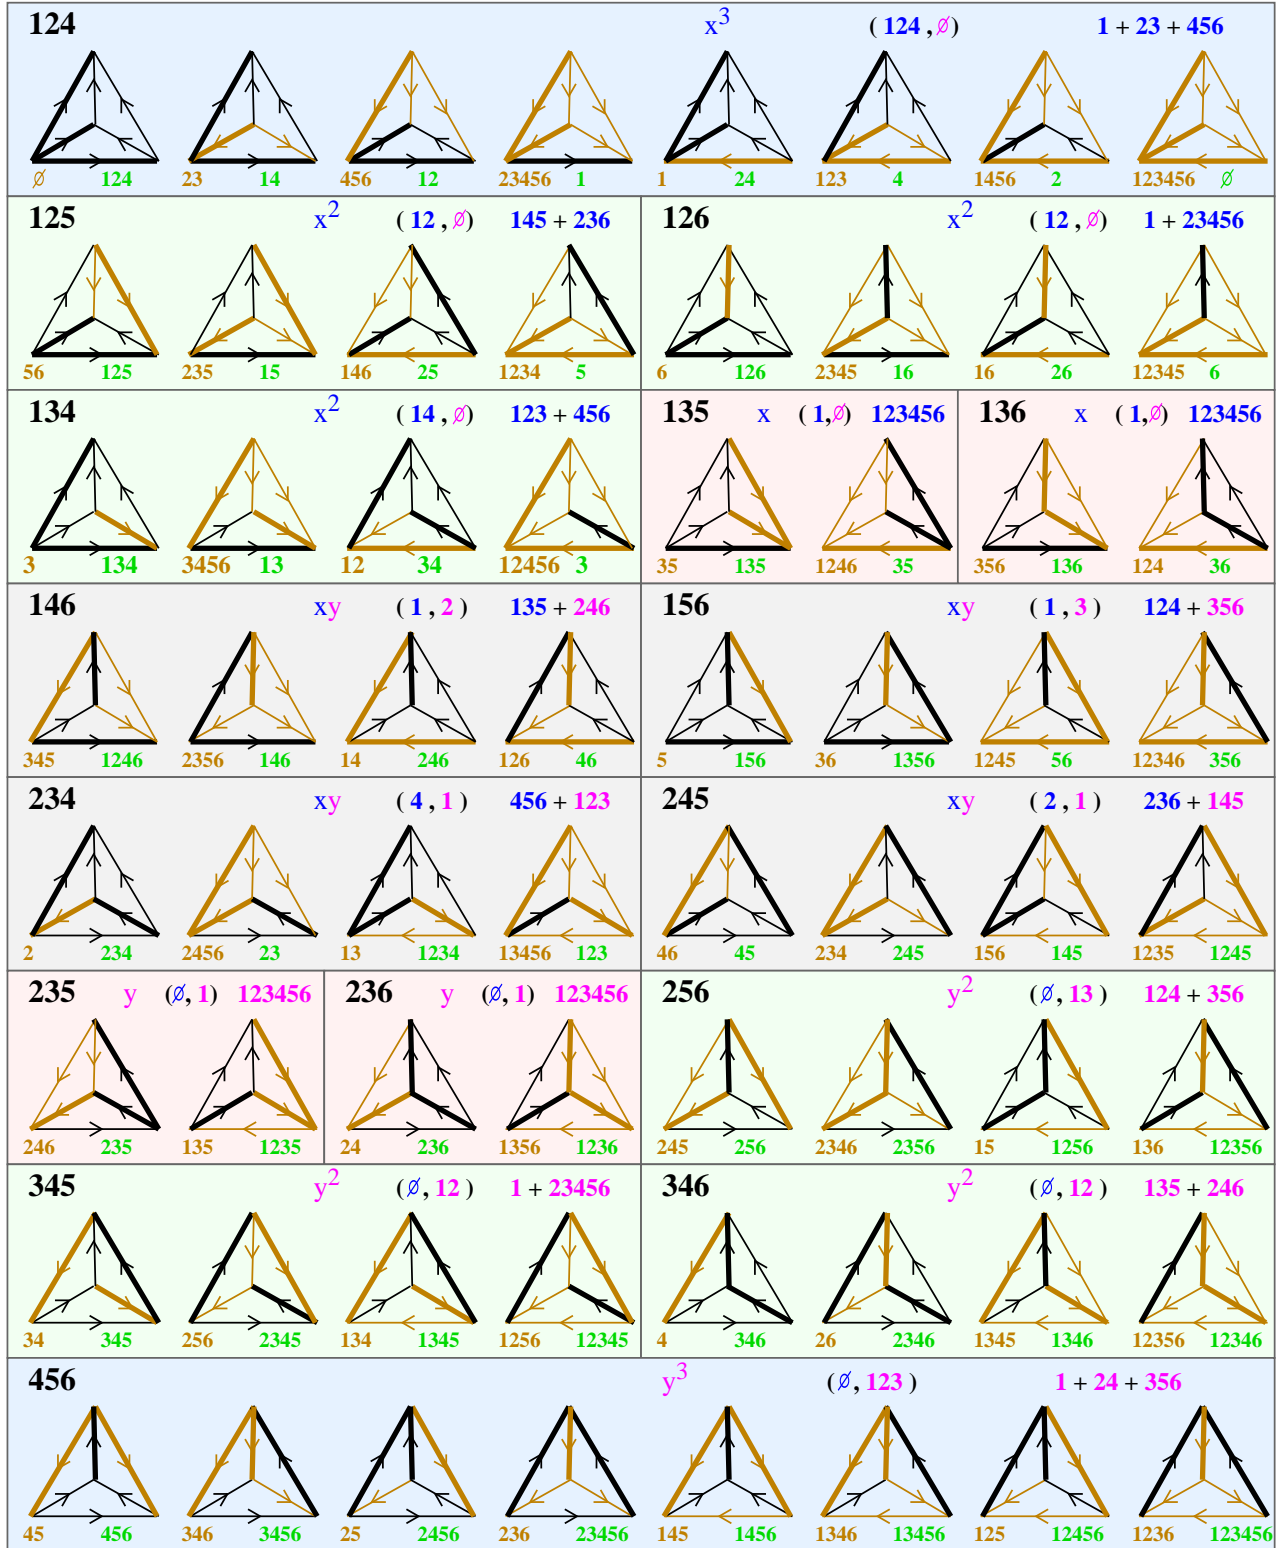 124 x³ ( 124 , ∅ ) 1 + 23 + 456
∅ 124 23 14 456 12 23456 1 1 24 123 4 1456 2 123456 ∅
125 x² ( 12 , ∅ ) 145 + 236
56 125 235 15 146 25 1234 5
126 x² ( 12 , ∅ ) 1 + 23456
6 126 2345 16 16 26 12345 6
134 x² ( 14 , ∅ ) 123 + 456
3 134 3456 13 12 34 12456 3
135 x ( 1,∅ ) 123456
35 135 1246 35
136 x ( 1,∅ ) 123456
356 136 124 36
146 xy ( 1 , 2 ) 135 + 246
345 1246 2356 146 14 246 126 46
156 xy ( 1 , 3 ) 124 + 356
5 156 36 1356 1245 56 12346 356
234 xy ( 4 , 1 ) 456 + 123
2 234 2456 23 13 1234 13456 123
245 xy ( 2 , 1 ) 236 + 145
46 45 234 245 156 145 1235 1245
235 y (∅, 1) 123456
246 235 135 1235
236 y (∅, 1) 123456
24 236 1356 1236
256 y² (∅, 13 ) 124 + 356
245 256 2346 2356 15 1256 136 12356
345 y² (∅, 12 ) 1 + 23456
34 345 256 2345 134 1345 1256 12345
346 y² (∅, 12 ) 135 + 246
4 346 26 2346 1345 1346 12356 12346
456 y³ (∅, 123 ) 1 + 24 + 356
45 456 346 3456 25 2456 236 23456 145 1456 1346 13456 125 12456 1236 123456